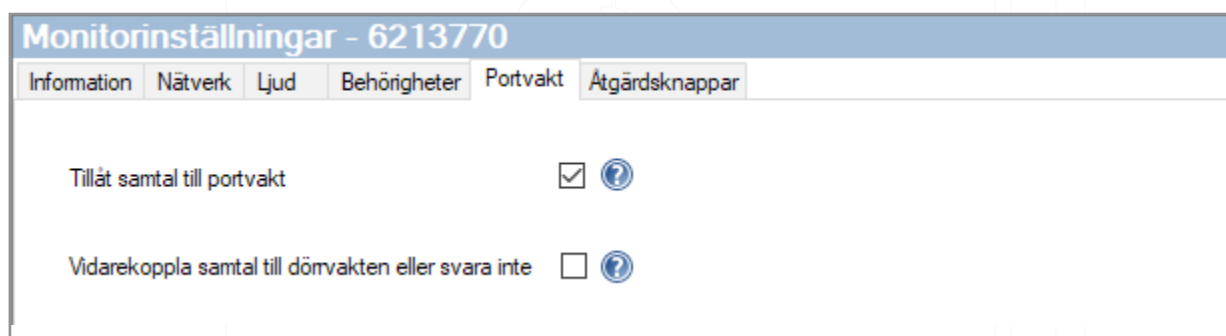 Monitorinställningar - 6213770
Information Nätverk Ljud Behörigheter Portvakt Åtgärdsknappar
Tillåt samtal till portvakt ?
Vidarekoppla samtal till dörrvakten eller svara inte ?